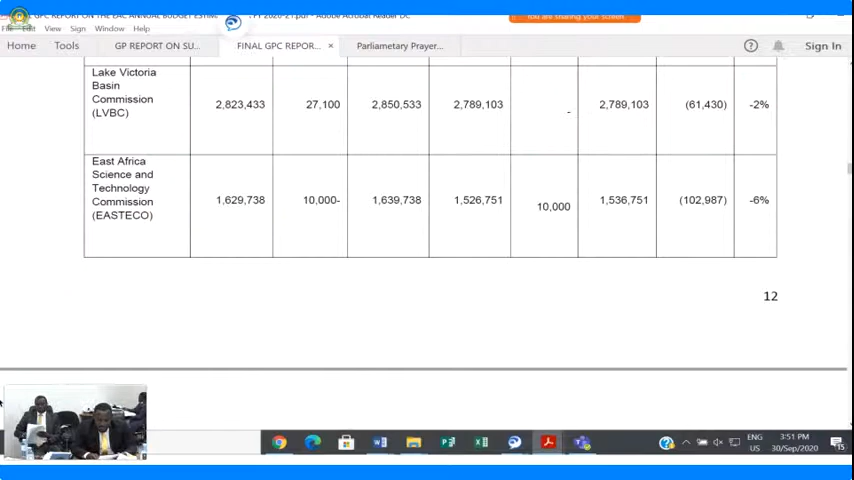 GPC REPORT ON THE EAC ANNUAL BUDGET ESTIM
FY 2020-21.pdf - Adobe Acrobat Reader DC
You are sharing your screen
File Edit View Sign Window Help
Home Tools GP REPORT ON SU... FINAL GPC REPOR... × Parliametary Prayer... Sign In
Lake Victoria
Basin
Commission
(LVBC)
2,823,433 27,100 2,850,533 2,789,103 - 2,789,103 (61,430) -2%
East Africa
Science and
Technology
Commission
(EASTECO)
1,629,738 10,000- 1,639,738 1,526,751 10,000 1,536,751 (102,987) -6%
12
ENG
US
3:51 PM
30/Sep/2020